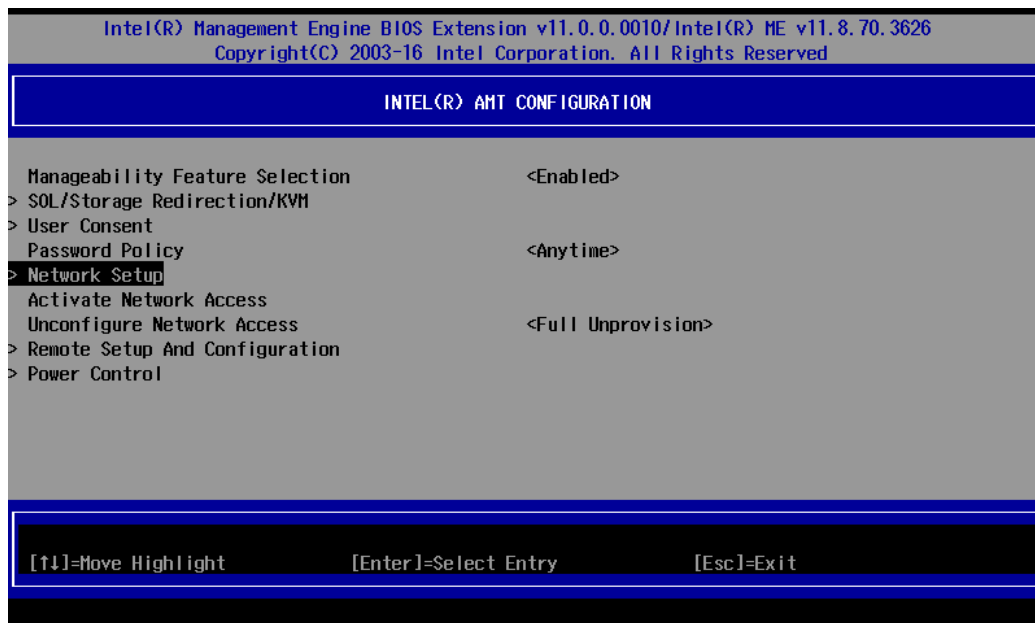 Intel(R) Management Engine BIOS Extension v11.0.0.0010/Intel(R) ME v11.8.70.3626
Copyright(C) 2003-16 Intel Corporation. All Rights Reserved
INTEL(R) AMT CONFIGURATION
Manageability Feature Selection <Enabled>
> SOL/Storage Redirection/KVM
> User Consent
Password Policy <Anytime>
> Network Setup
Activate Network Access
Unconfigure Network Access <Full Unprovision>
> Remote Setup And Configuration
> Power Control
[↑↓]=Move Highlight [Enter]=Select Entry [Esc]=Exit